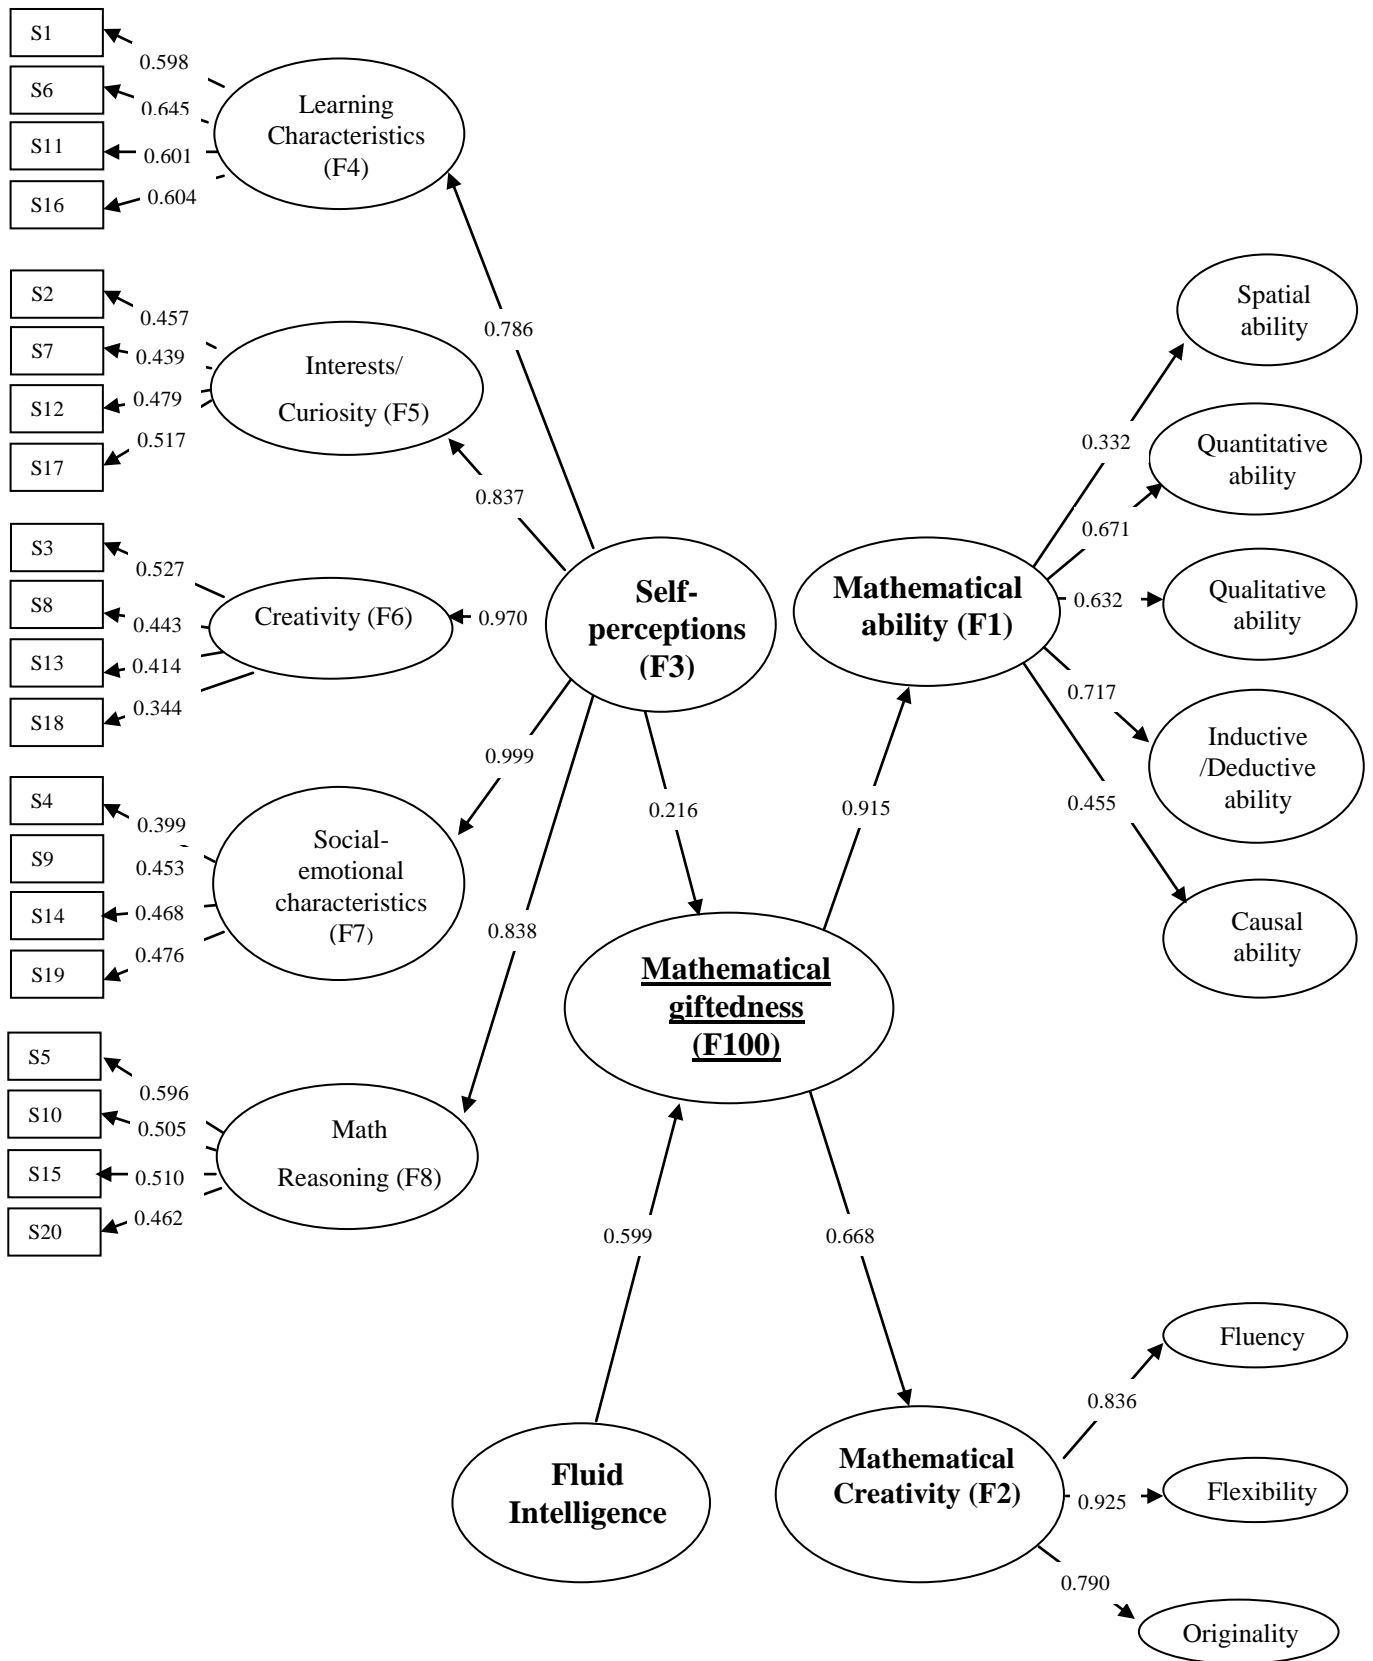 S1
0.598
S6
0.645
S11
0.601
S16
0.604
Learning
Characteristics
(F4)
S2
0.457
S7
0.439
S12
0.479
S17
0.517
Interests/
Curiosity (F5)
S3
0.527
S8
0.443
S13
0.414
S18
0.344
Creativity (F6)
S4
0.399
S9
0.453
S14
0.468
S19
0.476
Social-
emotional
characteristics
(F7)
S5
0.596
S10
0.505
S15
0.510
S20
0.462
Math
Reasoning (F8)
0.786
0.837
0.970
0.999
0.838
Self-
perceptions
(F3)
0.216
Mathematical
giftedness
(F100)
0.599
Fluid
Intelligence
0.915
0.668
Mathematical
ability (F1)
0.332
0.671
0.632
0.717
0.455
Spatial
ability
Quantitative
ability
Qualitative
ability
Inductive
/Deductive
ability
Causal
ability
Mathematical
Creativity (F2)
0.836
0.925
0.790
Fluency
Flexibility
Originality